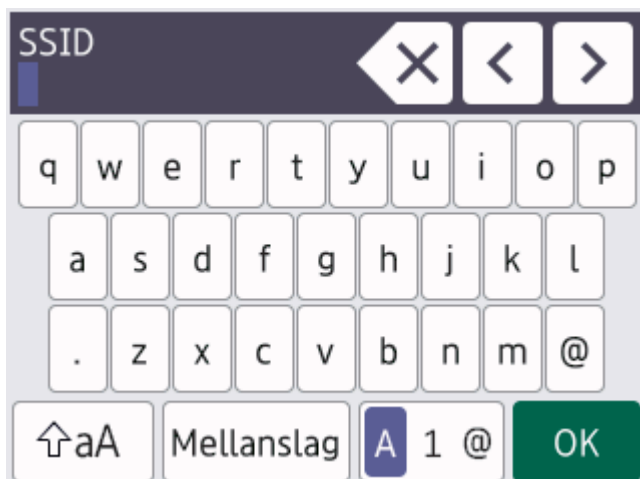 SSID
q w e r t y u i o p
a s d f g h j k l
. z x c v b n m @
aA Mellanslag A 1 @ OK